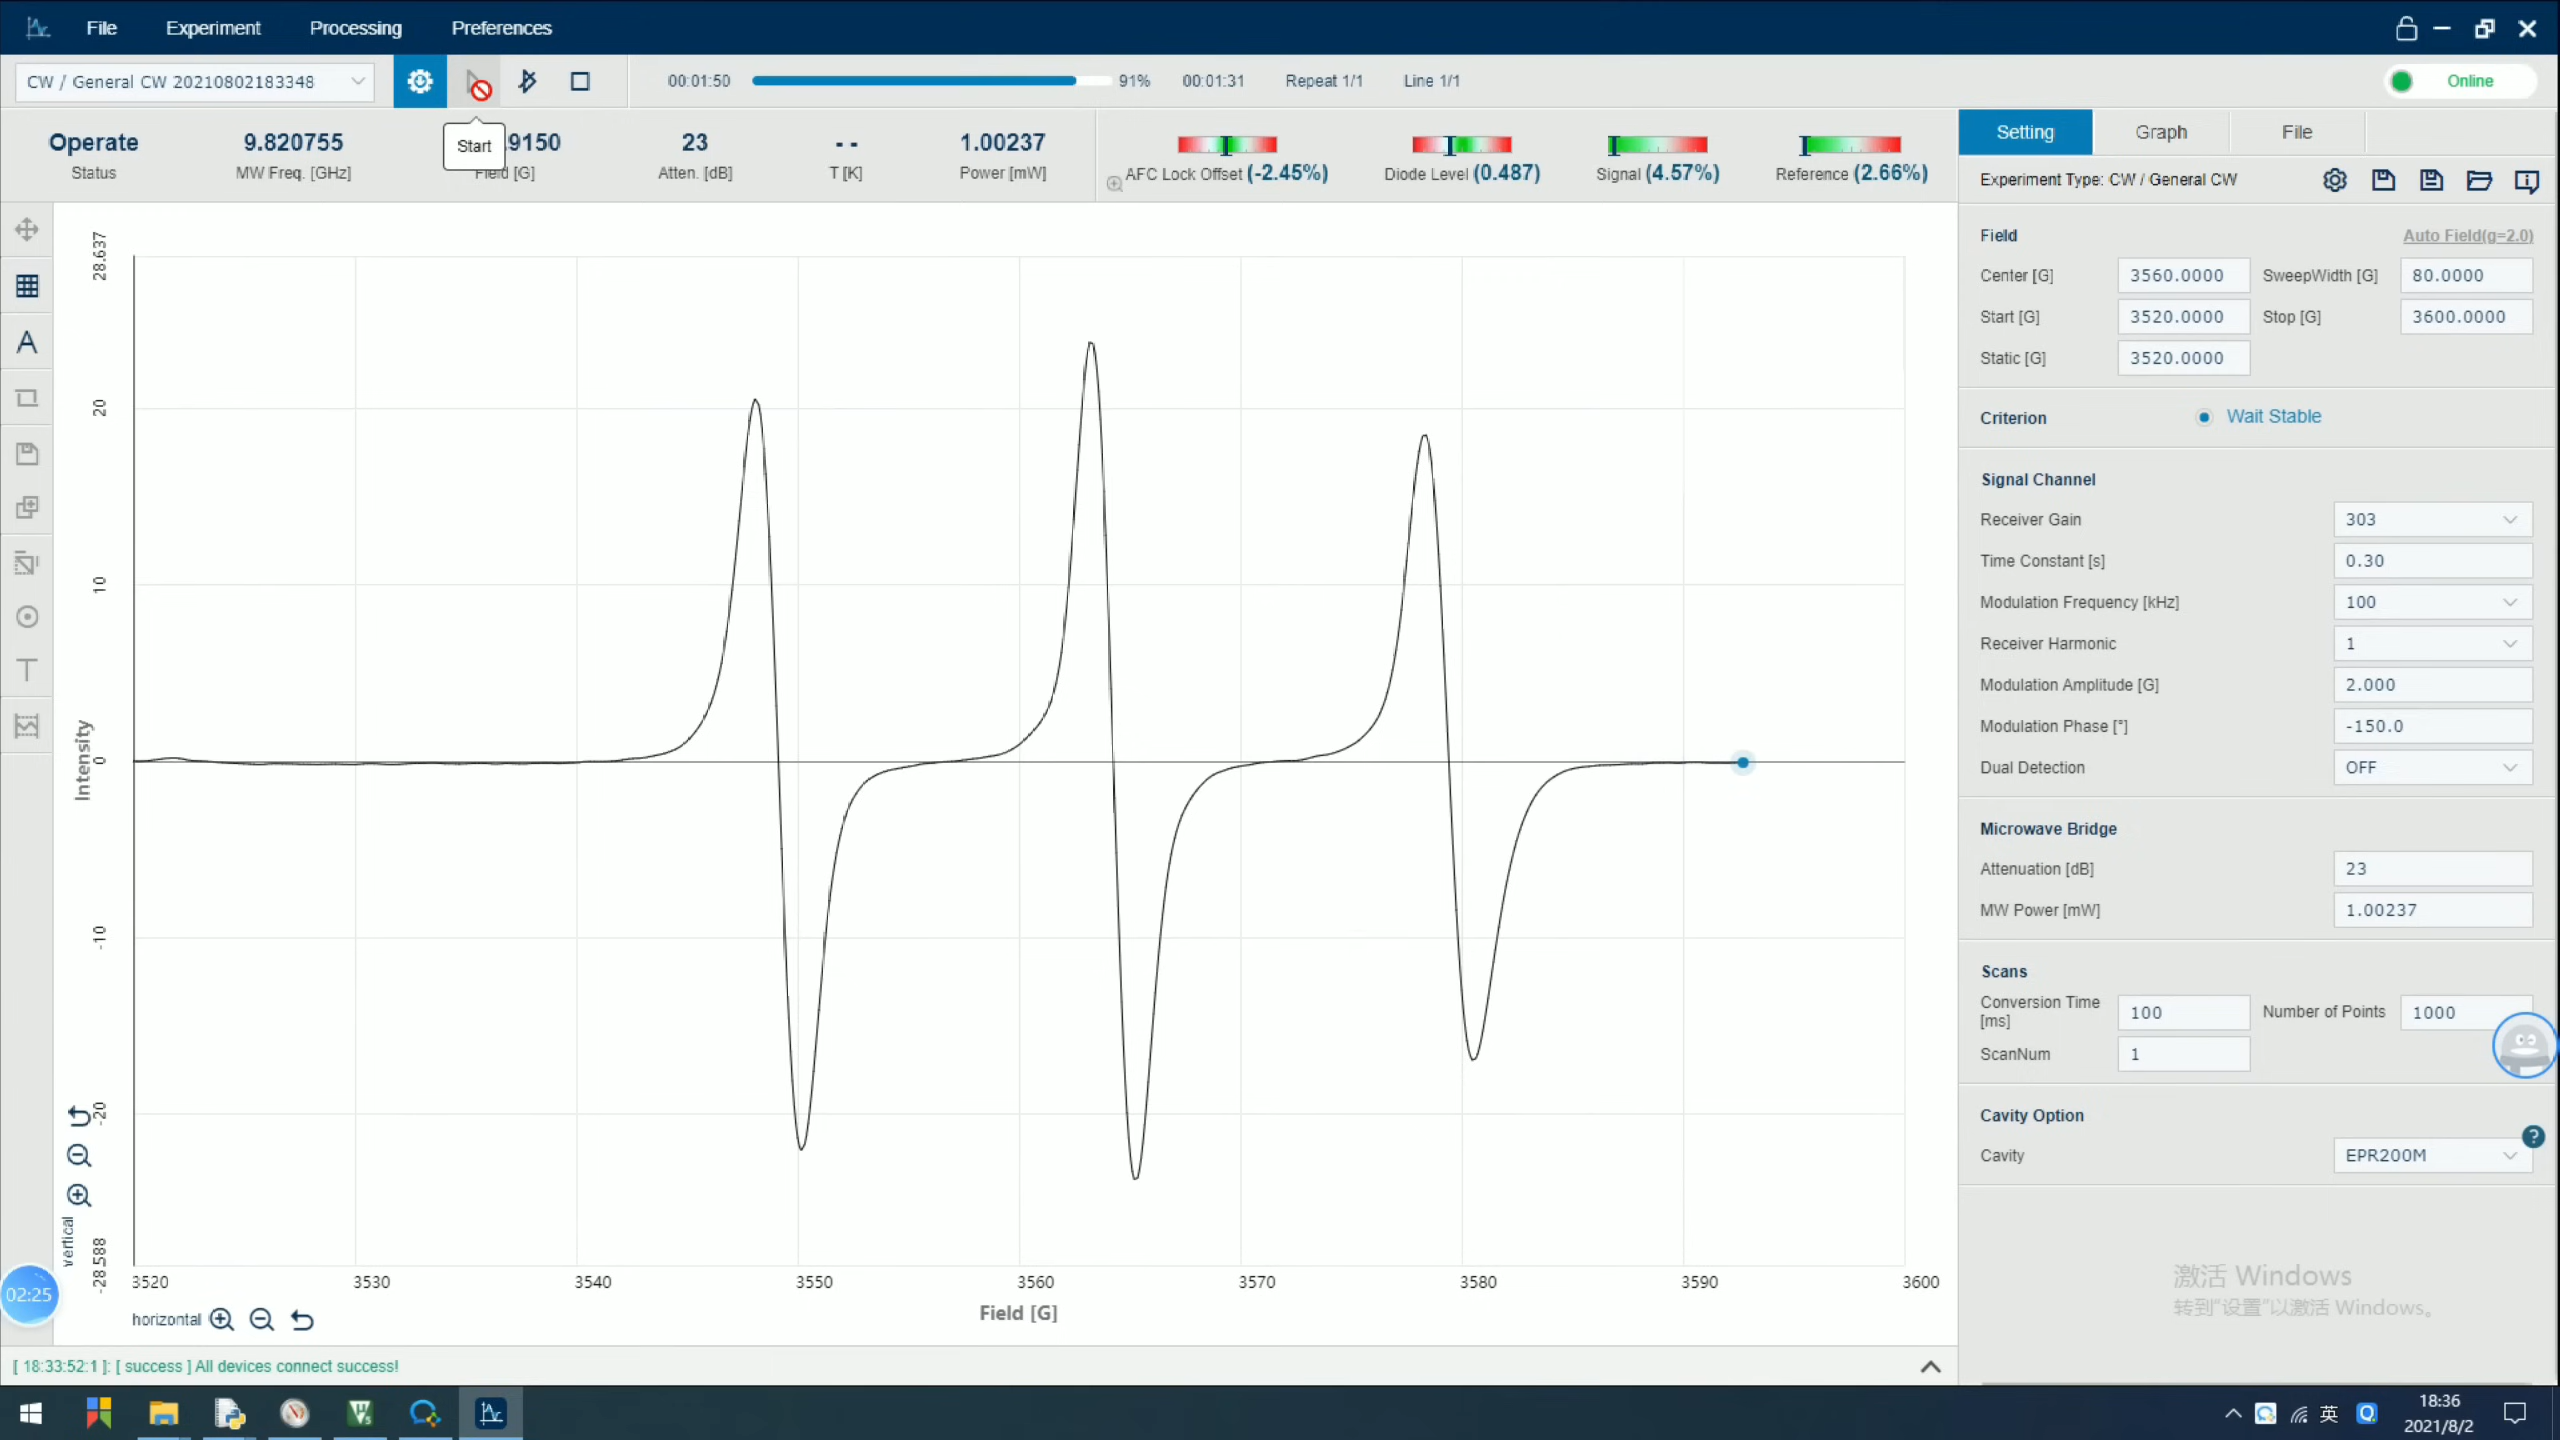 File Experiment Processing Preferences
CW / General CW 20210802183348
00:01:50 91% 00:01:31 Repeat 1/1 Line 1/1
Online
Operate
Status
9.820755
MW Freq. [GHz]
Start
.9150
Field [G]
23
Atten. [dB]
- -
T [K]
1.00237
Power [mW]
AFC Lock Offset (-2.45%)
Diode Level (0.487)
Signal (4.57%)
Reference (2.66%)
Setting Graph File
Experiment Type: CW / General CW
Field Auto Field(g=2.0)
Center [G] 3560.0000 SweepWidth [G] 80.0000
Start [G] 3520.0000 Stop [G] 3600.0000
Static [G] 3520.0000
Criterion Wait Stable
Signal Channel
Receiver Gain 303
Time Constant [s] 0.30
Modulation Frequency [kHz] 100
Receiver Harmonic 1
Modulation Amplitude [G] 2.000
Modulation Phase [°] -150.0
Dual Detection OFF
Microwave Bridge
Attenuation [dB] 23
MW Power [mW] 1.00237
Scans
Conversion Time [ms] 100 Number of Points 1000
ScanNum 1
Cavity Option
Cavity EPR200M
激活 Windows
转到“设置”以激活 Windows。
28.637
20
10
0
-10
-20
-28.588
Intensity
vertical
3520 3530 3540 3550 3560 3570 3580 3590 3600
Field [G]
horizontal
02:25
[ 18:33:52:1 ]: [ success ] All devices connect success!
英
18:36
2021/8/2